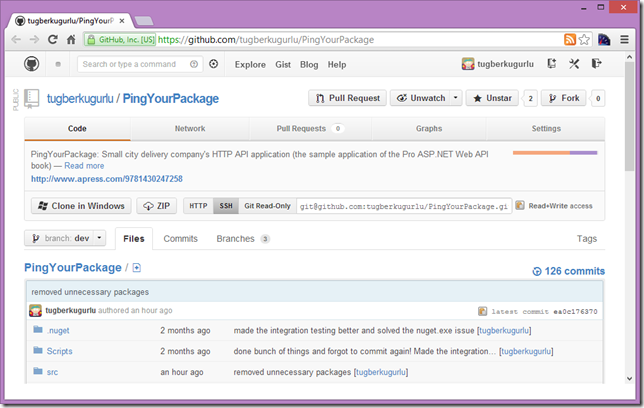 tugberkugurlu/PingYourP
GitHub, Inc. [US] https://github.com/tugberkugurlu/PingYourPackage
Search or type a command
Explore Gist Blog Help
tugberkugurlu
PUBLIC
tugberkugurlu / PingYourPackage
Pull Request Unwatch Unstar 2 Fork 0
Code Network Pull Requests 0 Graphs Settings
PingYourPackage: Small city delivery company's HTTP API application (the sample application of the Pro ASP.NET Web API
book) — Read more
http://www.apress.com/9781430247258
Clone in Windows ZIP HTTP SSH Git Read-Only git@github.com:tugberkugurlu/PingYourPackage.gi Read+Write access
branch: dev Files Commits Branches 3 Tags
PingYourPackage / 126 commits
removed unnecessary packages
tugberkugurlu authored an hour ago latest commit ea0c176370
.nuget 2 months ago made the integration testing better and solved the nuget.exe issue [tugberkugurlu]
Scripts 2 months ago done bunch of things and forgot to commit again! Made the integration… [tugberkugurlu]
src an hour ago removed unnecessary packages [tugberkugurlu]